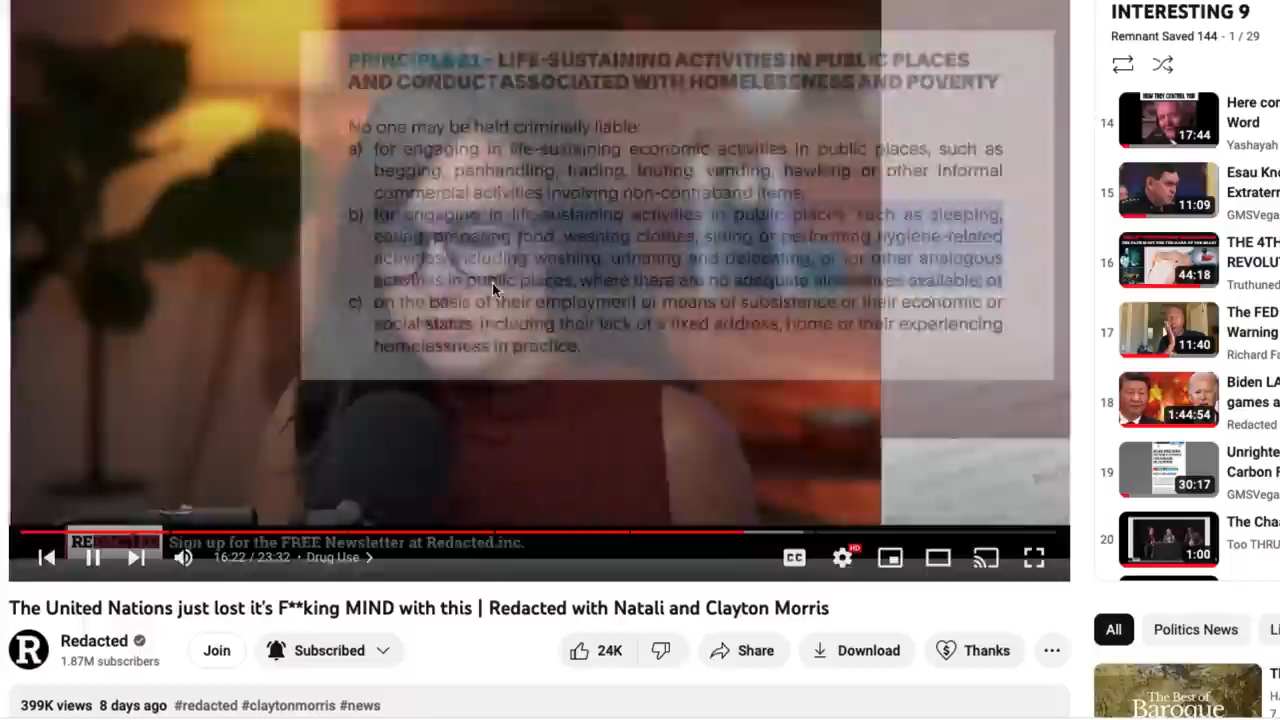 PRINCIPLE 21 – LIFE-SUSTAINING ACTIVITIES IN PUBLIC PLACES
AND CONDUCT ASSOCIATED WITH HOMELESSNESS AND POVERTY
No one may be held criminally liable:
a) for engaging in life-sustaining economic activities in public places, such as
begging, panhandling, trading, touting, vending, hawking or other informal
commercial activities involving non-contraband items;
b) for engaging in life-sustaining activities in public places such as sleeping,
eating, preparing food, washing clothes, sitting or performing hygiene-related
activities, including washing, urinating and defecating, or for other analogous
activities in public places, where there are no adequate alternatives available; or
c) on the basis of their employment or means of subsistence or their economic or
social status, including their lack of a fixed address, home or their experiencing
homelessness in practice.
Sign up for the FREE Newsletter at Redacted.inc.
16:22 / 23:32 • Drug Use >
CC
HD
The United Nations just lost it's F**king MIND with this | Redacted with Natali and Clayton Morris
R
Redacted
1.87M subscribers
Join
Subscribed
24K
Share
Download
Thanks
399K views 8 days ago #redacted #claytonmorris #news
INTERESTING 9
Remnant Saved 144 - 1 / 29
14
17:44
Here cor
Word
Yashayah
15
11:09
Esau Kno
Extraterr
GMSVega
16
44:18
THE 4TH
REVOLU
Truthuned
17
11:40
The FED
Warning
Richard Fa
18
1:44:54
Biden LA
games a
Redacted
19
30:17
Unrighte
Carbon F
GMSVega
20
1:00
The Cha
Too THRU
All
Politics News
The Best of
Baroque